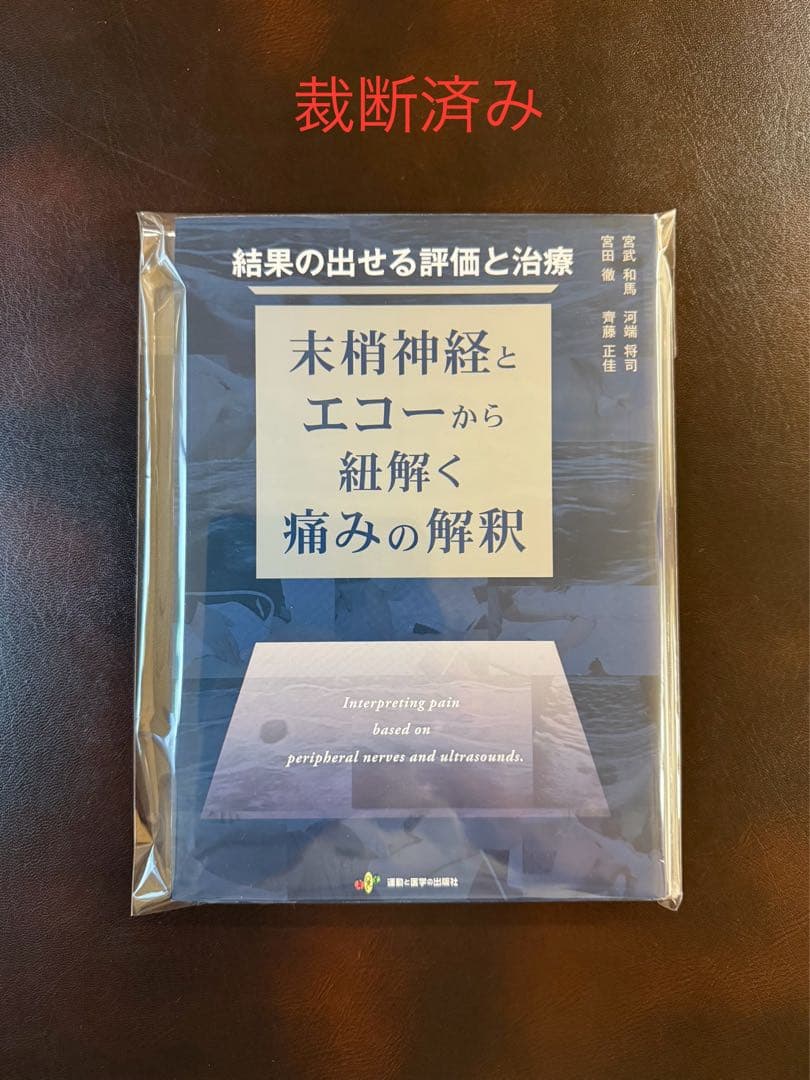 裁断済み
結果の出せる評価と治療
宮武 和馬 河端 将司
宮田 徹 齊藤 正佳
末梢神経と
エコーから
紐解く
痛みの解釈
Interpreting pain
based on
peripheral nerves and ultrasounds.
運動と医学の出版社